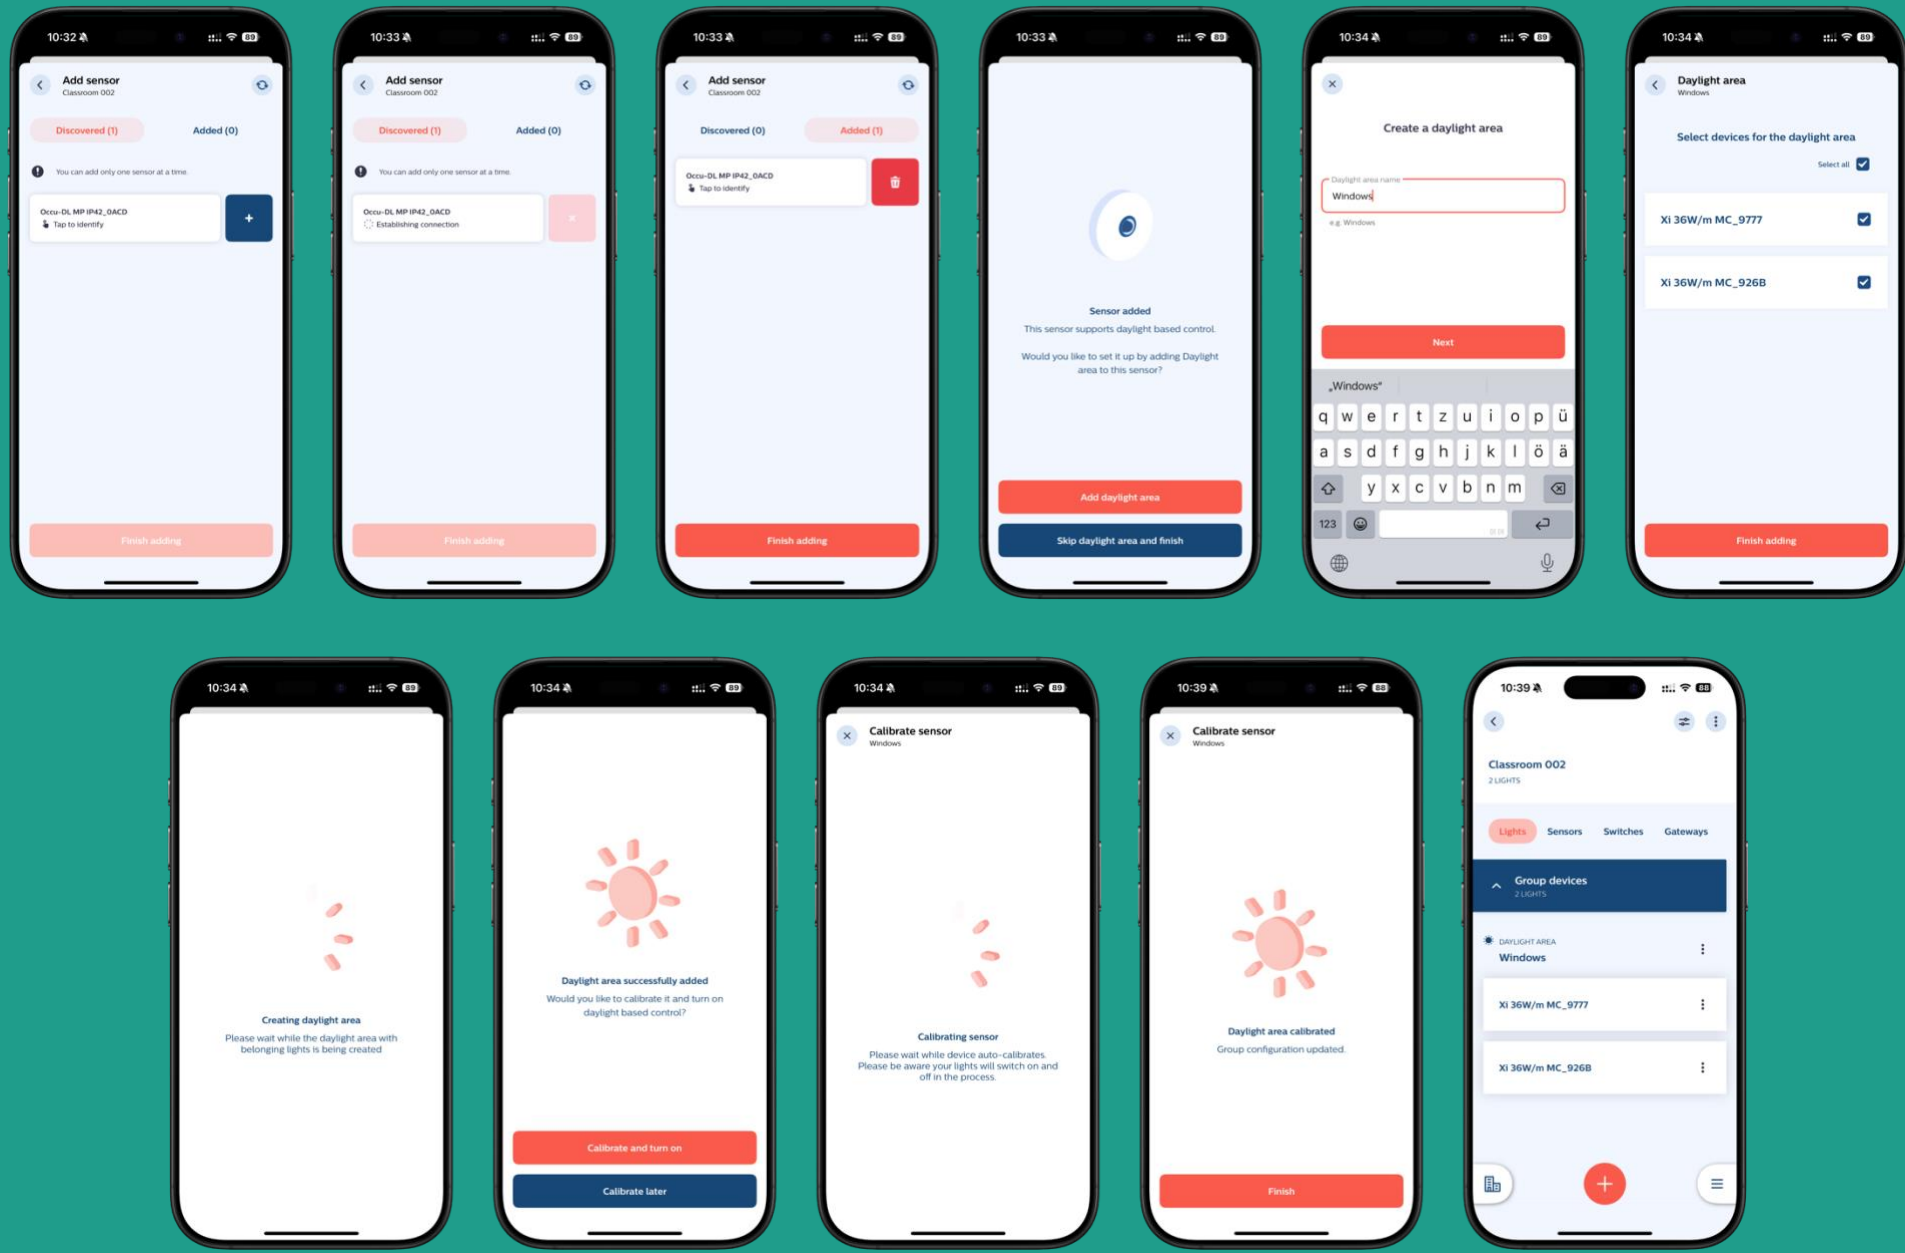 10:32
89
Add sensor
Classroom 002
Discovered (1)
Added (0)
You can add only one sensor at a time.
Occu-DL MP IP42_0ACD
Tap to identify
Finish adding
10:33
89
Add sensor
Classroom 002
Discovered (1)
Added (0)
You can add only one sensor at a time.
Occu-DL MP IP42_0ACD
Establishing connection
Finish adding
10:33
89
Add sensor
Classroom 002
Discovered (0)
Added (1)
Occu-DL MP IP42_0ACD
Tap to identify
Finish adding
10:33
89
Sensor added
This sensor supports daylight based control.
Would you like to set it up by adding Daylight
area to this sensor?
Add daylight area
Skip daylight area and finish
10:34
89
Create a daylight area
Daylight area name
Windows
e.g. Windows
Next
„Windows“
q w e r t z u i o p ü
a s d f g h j k l ö ä
y x c v b n m
123
10:34
89
Daylight area
Windows
Select devices for the daylight area
Select all
Xi 36W/m MC_9777
Xi 36W/m MC_926B
Finish adding
10:34
89
Creating daylight area
Please wait while the daylight area with
belonging lights is being created
10:34
89
Daylight area successfully added
Would you like to calibrate it and turn on
daylight based control?
Calibrate and turn on
Calibrate later
10:34
89
Calibrate sensor
Windows
Calibrating sensor
Please wait while device auto-calibrates.
Please be aware your lights will switch on and
off in the process.
10:39
88
Calibrate sensor
Windows
Daylight area calibrated
Group configuration updated.
Finish
10:39
88
Classroom 002
2 LIGHTS
Lights
Sensors
Switches
Gateways
Group devices
2 LIGHTS
DAYLIGHT AREA
Windows
Xi 36W/m MC_9777
Xi 36W/m MC_926B